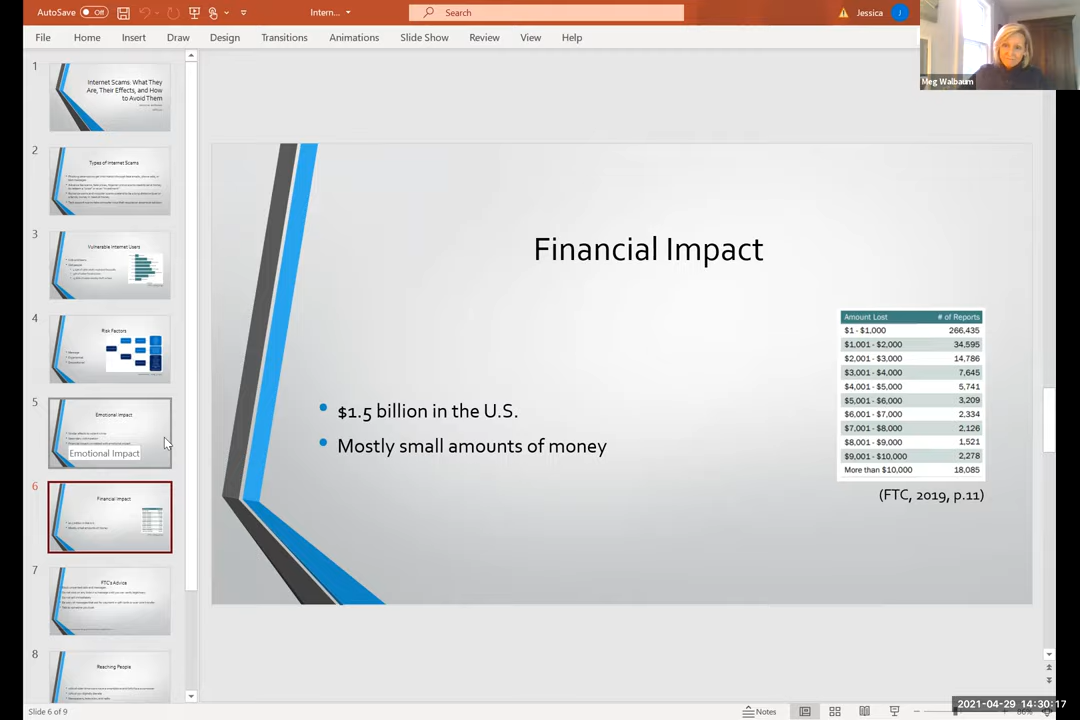 AutoSave Off Intern... Search Jessica J
File Home Insert Draw Design Transitions Animations Slide Show Review View Help
Meg Walbaum
1
Internet Scams: What They
Are, Their Effects, and How
to Avoid Them
2
Types of Internet Scams
3
Vulnerable Internet Users
4
Risk Factors
5
Emotional Impact
Emotional Impact
6
Financial Impact
7
FTC's Advice
8
Reaching People
Financial Impact
• $1.5 billion in the U.S.
• Mostly small amounts of money
Amount Lost # of Reports
$1 - $1,000 266,435
$1,001 - $2,000 34,595
$2,001 - $3,000 14,786
$3,001 - $4,000 7,645
$4,001 - $5,000 5,741
$5,001 - $6,000 3,209
$6,001 - $7,000 2,334
$7,001 - $8,000 2,126
$8,001 - $9,000 1,521
$9,001 - $10,000 2,278
More than $10,000 18,085
(FTC, 2019, p.11)
Slide 6 of 9 Notes
2021-04-29 14:30:17